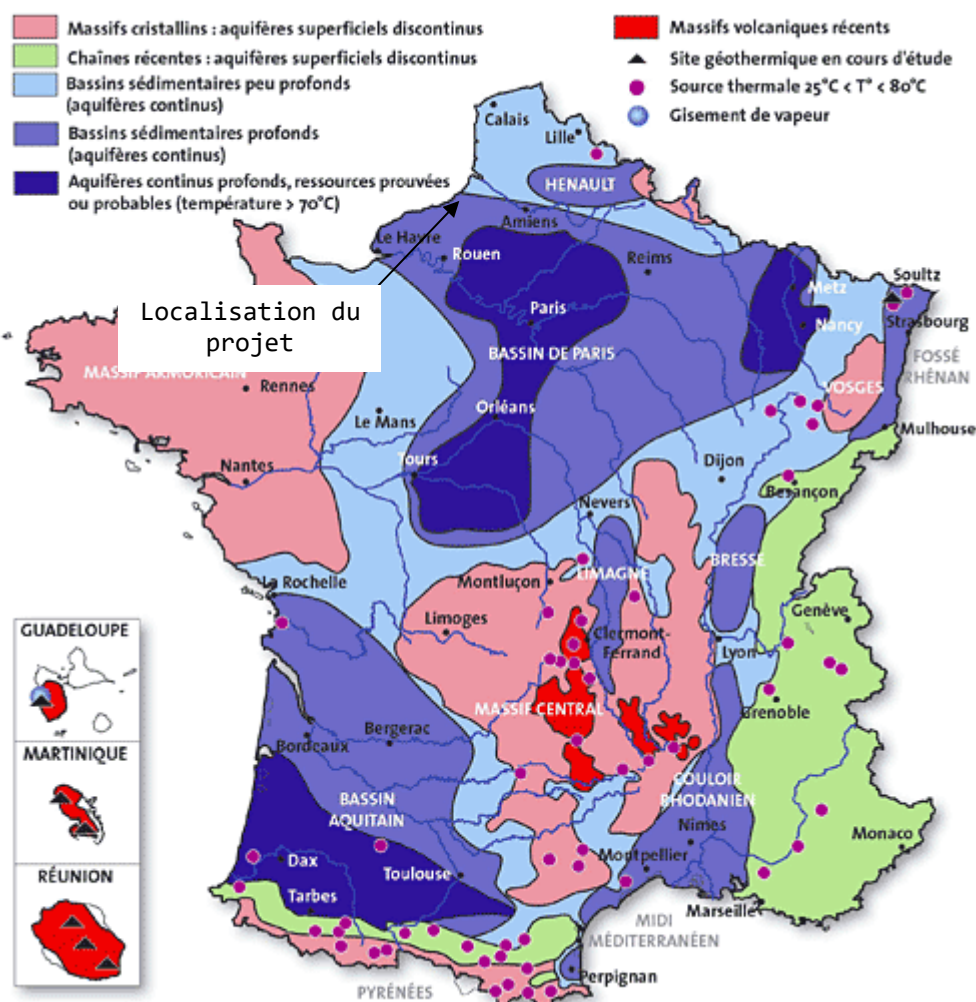 Massifs cristallins : aquifères superficiels discontinus
Chaînes récentes : aquifères superficiels discontinus
Bassins sédimentaires peu profonds
(aquifères continu)
Bassins sédimentaires profonds
(aquifères continus)
Aquifères continus profonds, ressources prouvées
ou probables (température > 70°C)
Massifs volcaniques récents
Site géothermique en cours d'étude
Source thermale 25°C < T° < 80°C
Gisement de vapeur
Calais
Lille
HENAULT
Amiens
Le Havre
Rouen
Reims
Metz
Soultz
Strasbourg
Localisation du
projet
Paris
Nancy
BASSIN DE PARIS
FOSSÉ
RHÉNAN
MASSIF ARMORICAIN
Rennes
VOSGES
Le Mans
Orléans
Mulhouse
Nantes
Tours
Dijon
Besançon
Nevers
La Rochelle
Montluçon
LIMAGNE
BRESSE
Limoges
Clermont-
Ferrand
Genève
Lyon
GUADELOUPE
MASSIF CENTRAL
Grenoble
Bergerac
Bordeaux
MARTINIQUE
COULOIR
RHODANIEN
BASSIN
AQUITAIN
Nimes
Monaco
Dax
Toulouse
Montpellier
RÉUNION
Tarbes
Marseille
MIDI
MÉDITERRANÉEN
Perpignan
PYRÉNÉES